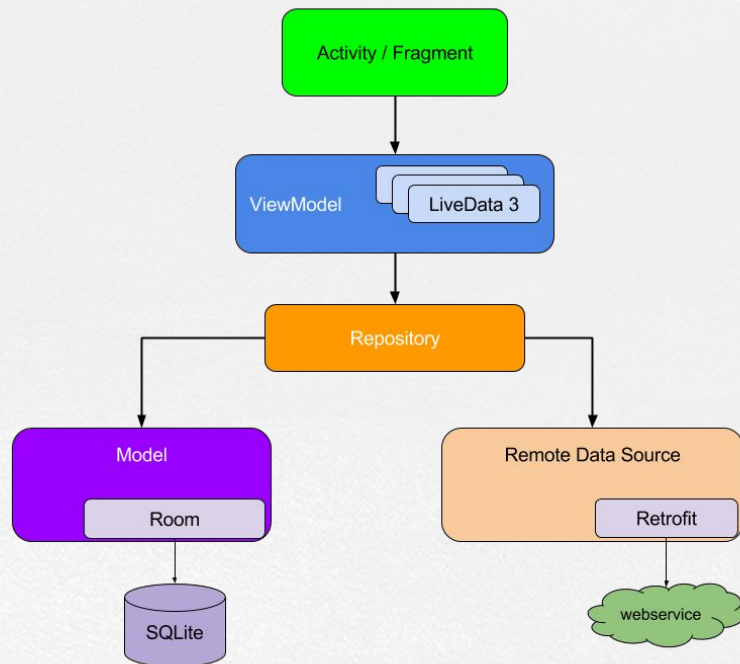 Activity / Fragment
ViewModel
LiveData 3
Repository
Model
Remote Data Source
Room
Retrofit
SQLite
webservice